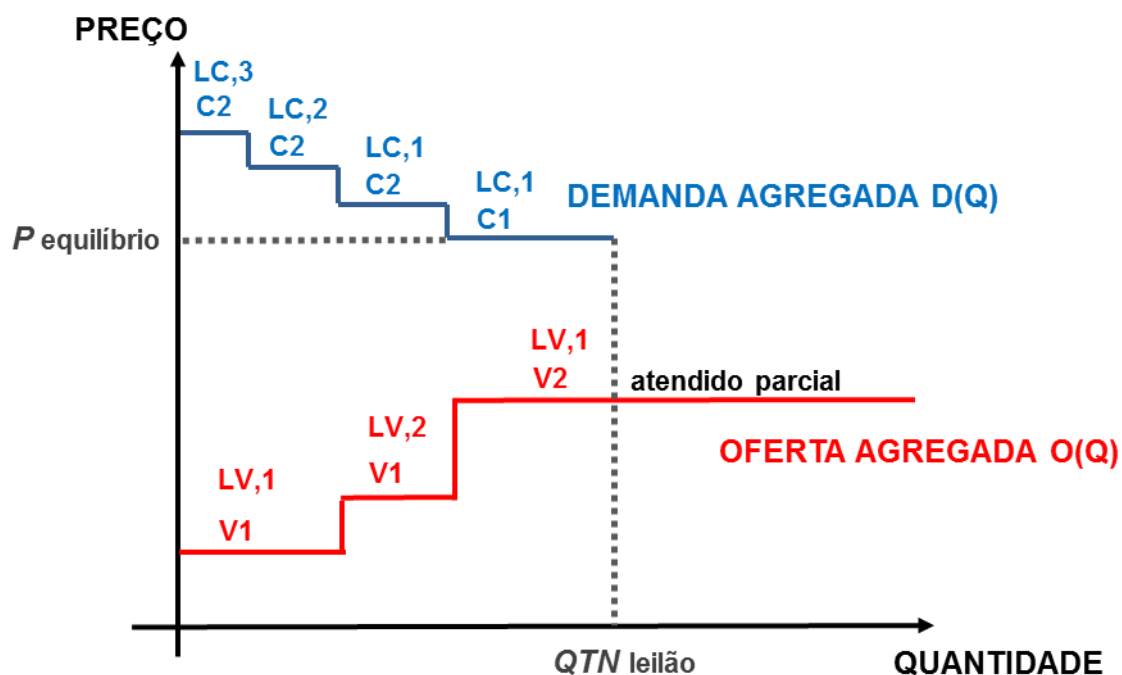 PREÇO
LC,3
C2
LC,2
C2
LC,1
C2
LC,1
C1
DEMANDA AGREGADA D(Q)
P equilíbrio
LV,1
V2
atendido parcial
LV,2
V1
OFERTA AGREGADA O(Q)
LV,1
V1
QTN leilão
QUANTIDADE